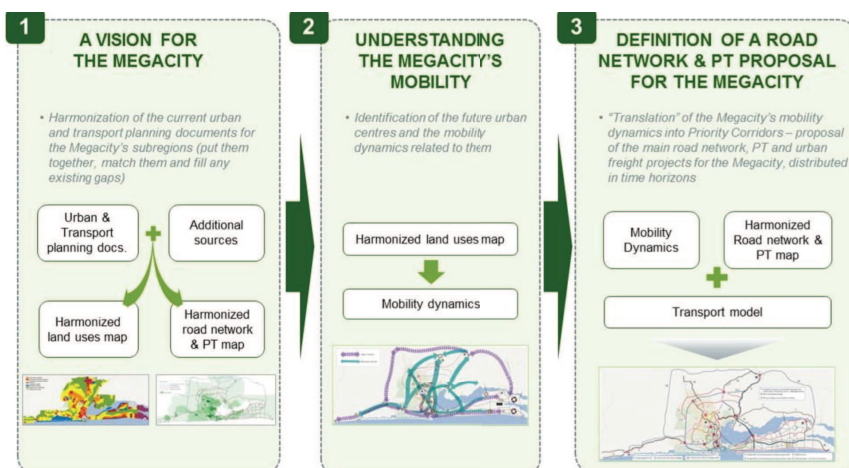 1
A VISION FOR
THE MEGACITY
• Harmonization of the current urban
and transport planning documents for
the Megacity's subregions (put them
together, match them and fill any
existing gaps)
Urban &
Transport
planning docs.
Additional
sources
Harmonized
land uses map
Harmonized
road network
& PT map
2
UNDERSTANDING
THE MEGACITY'S
MOBILITY
• Identification of the future urban
centres and the mobility
dynamics related to them
Harmonized land uses map
Mobility dynamics
3
DEFINITION OF A ROAD
NETWORK & PT PROPOSAL
FOR THE MEGACITY
• "Translation" of the Megacity's mobility
dynamics into Priority Corridors – proposal
of the main road network, PT and urban
freight projects for the Megacity, distributed
in time horizons
Mobility
Dynamics
Harmonized
Road network &
PT map
Transport model